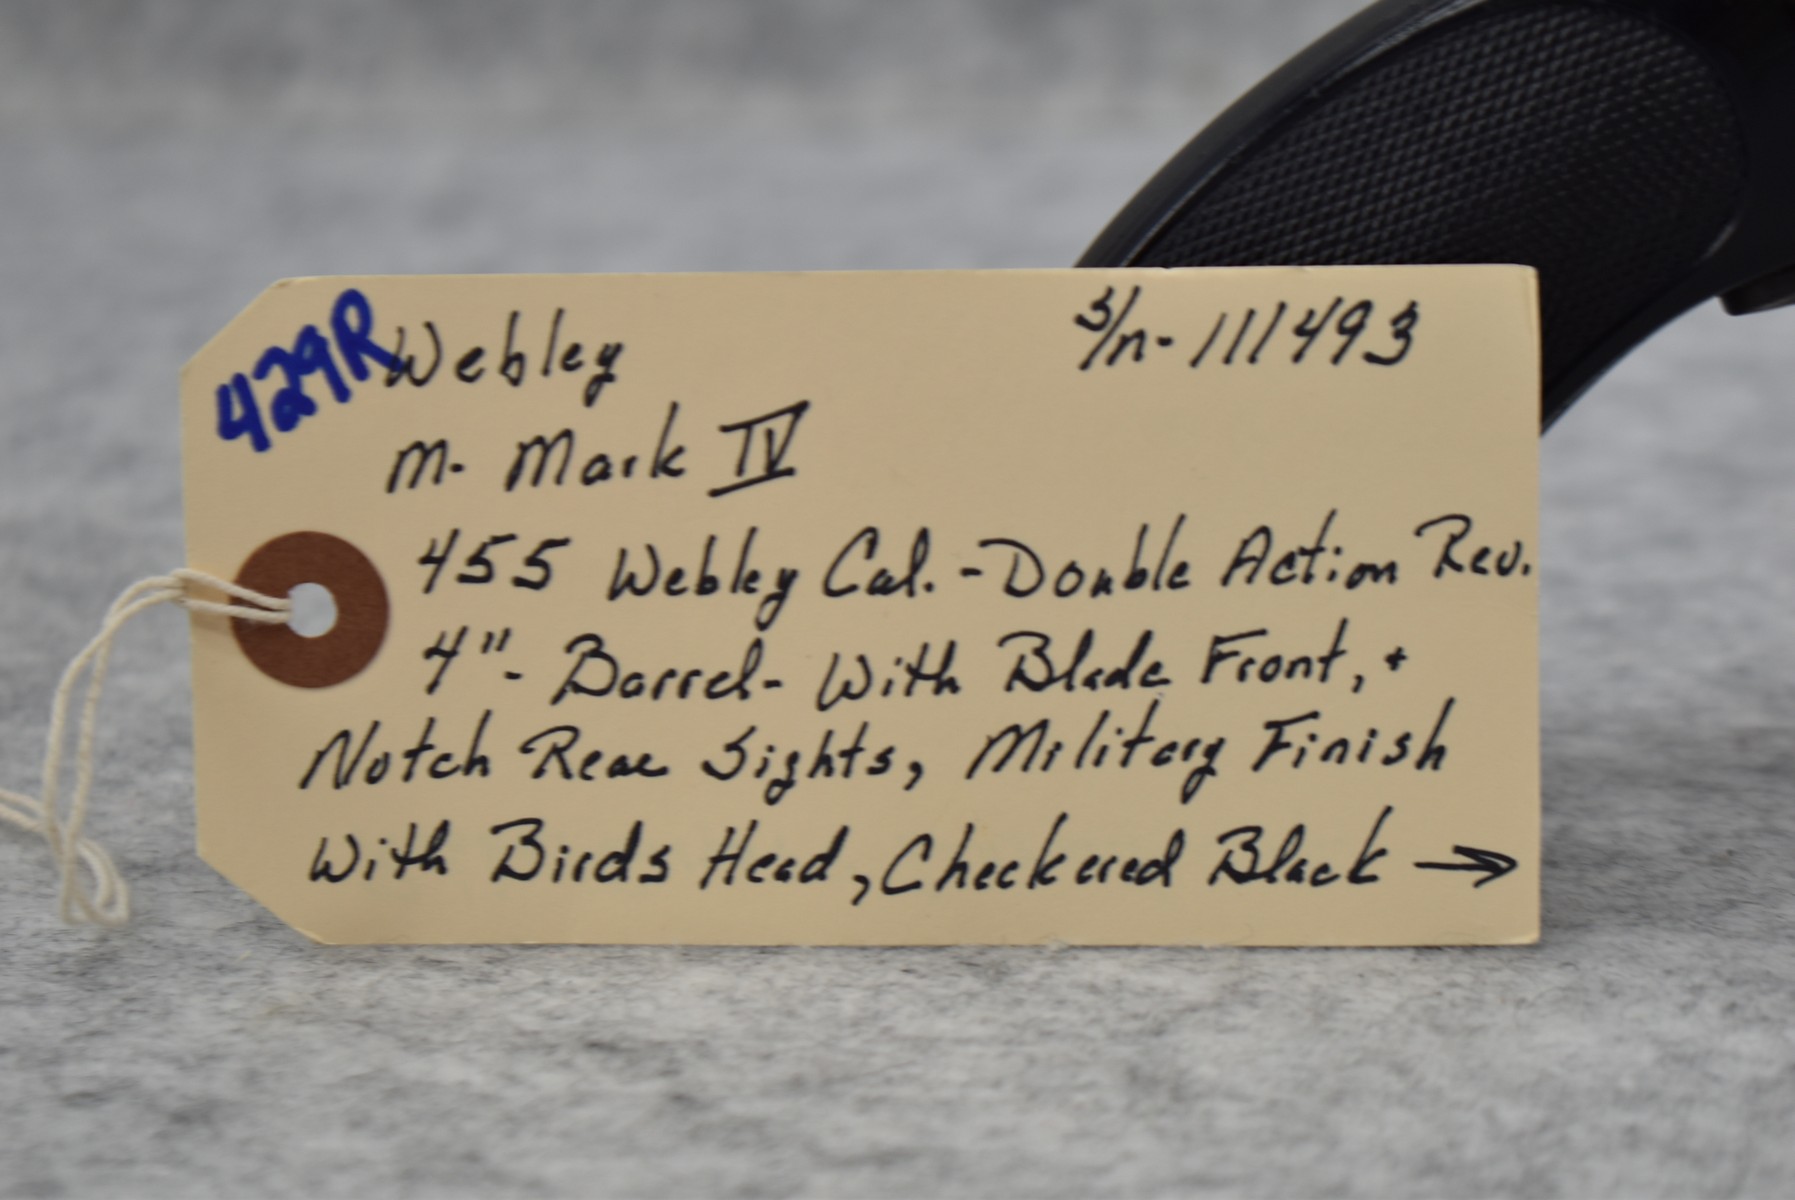 429R
Webley S/n- 111493
M- Mark IV
455 Webley Cal. - Double Action Rev.
4"- Barrel- With Blade Front, +
Notch Rear Sights, Military Finish
With Birds Head, Checkered Black →